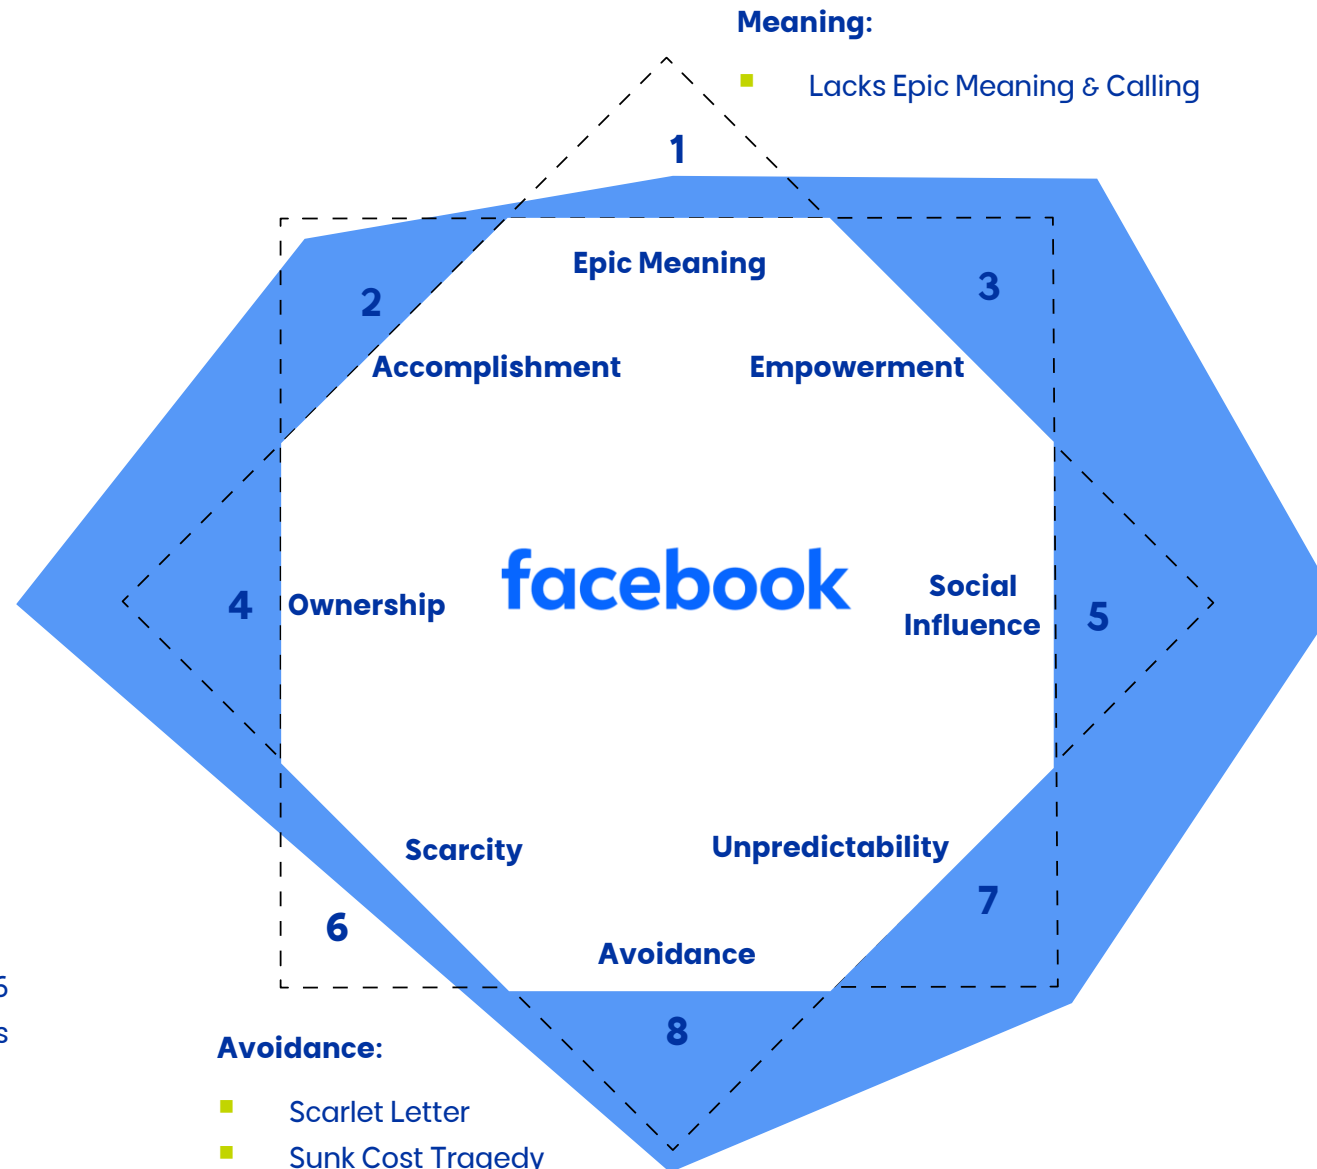 Meaning:
Lacks Epic Meaning & Calling
1
Epic Meaning
2
3
Accomplishment
Empowerment
facebook
4
Ownership
Social
Influence
5
Scarcity
Unpredictability
6
7
Avoidance
8
6
s
Avoidance:
Scarlet Letter
Sunk Cost Tragedy